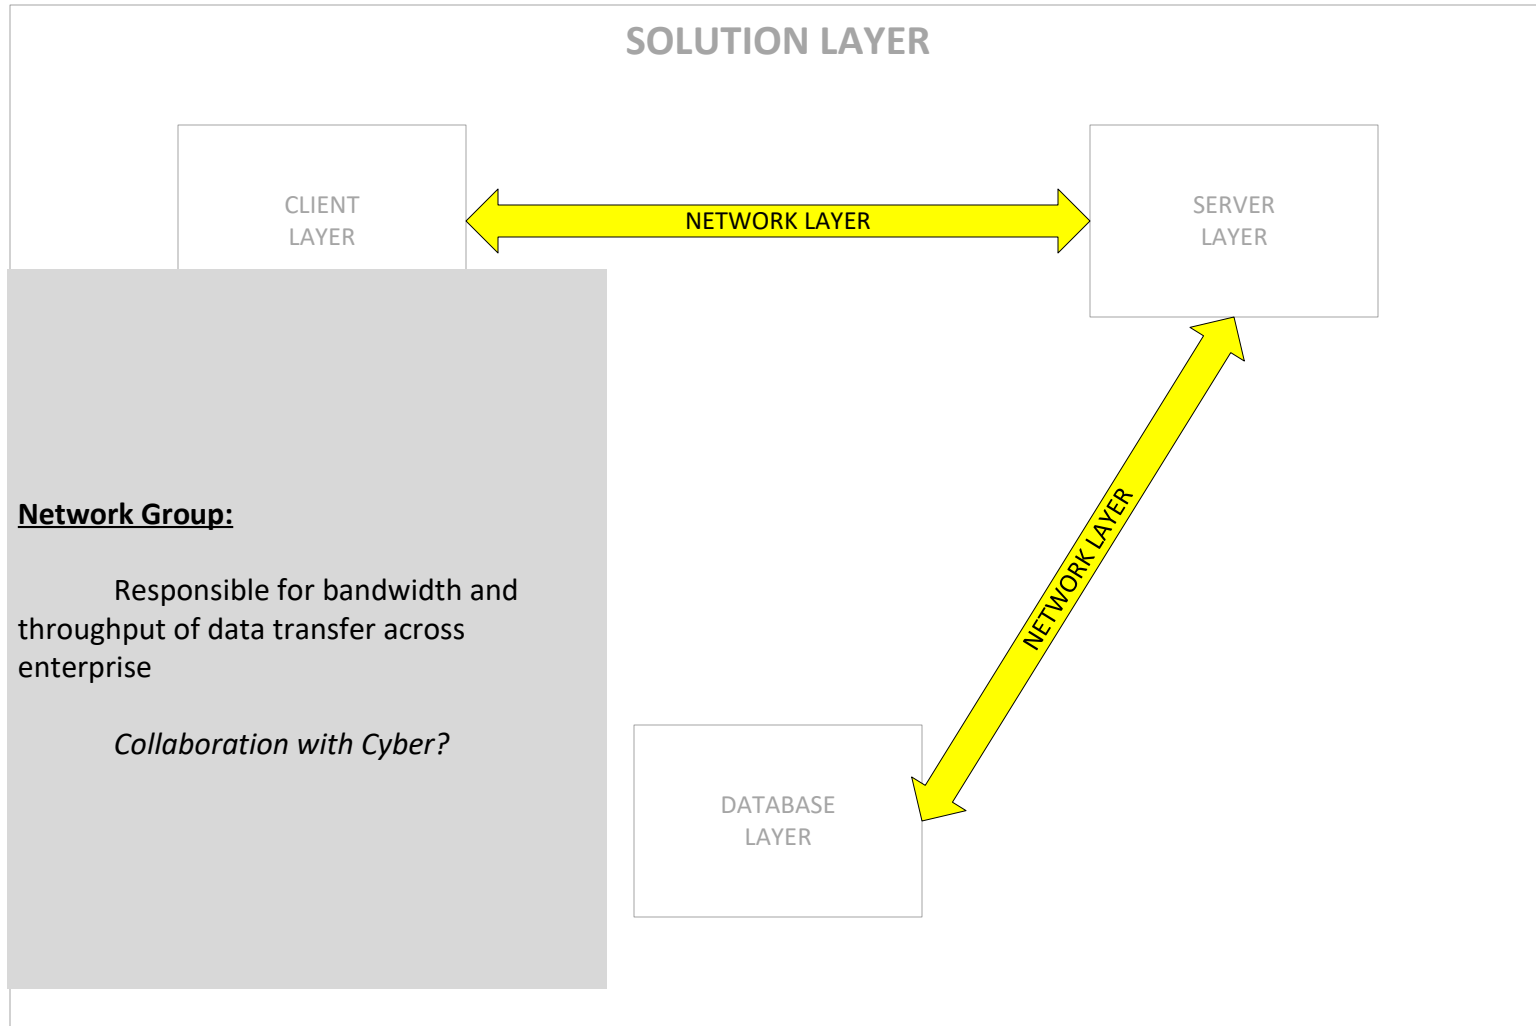 SOLUTION LAYER
CLIENT
LAYER
NETWORK LAYER
SERVER
LAYER
Network Group:
Responsible for bandwidth and
throughput of data transfer across
enterprise
Collaboration with Cyber?
NETWORK LAYER
DATABASE
LAYER